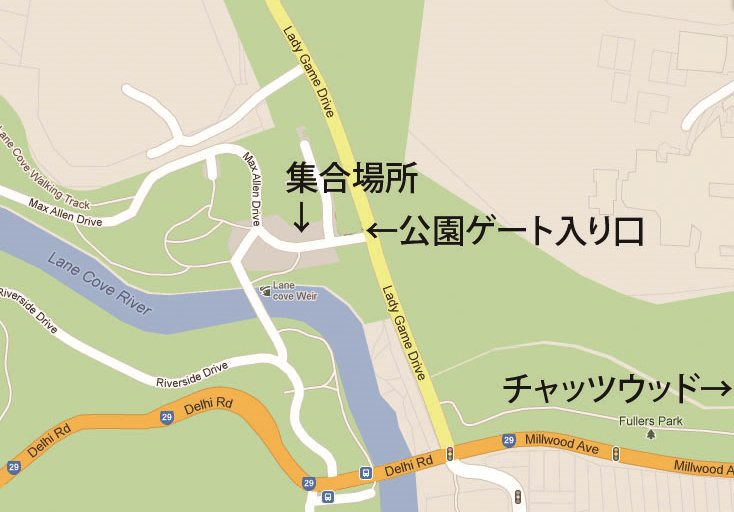 Lady Game Drive
Lane Cove Walking Track
Max Allen Drive
Max Allen Drive
集合場所
↓
←公園ゲート入り口
Lane Cove River
Lane
cove Weir
Riverside Drive
Lady Game Drive
Riverside Drive
チャッツウッド→
Fullers Park
29
Delhi Rd
29
Millwood Ave
Delhi Rd
29
Delhi Rd
Millwood A
29